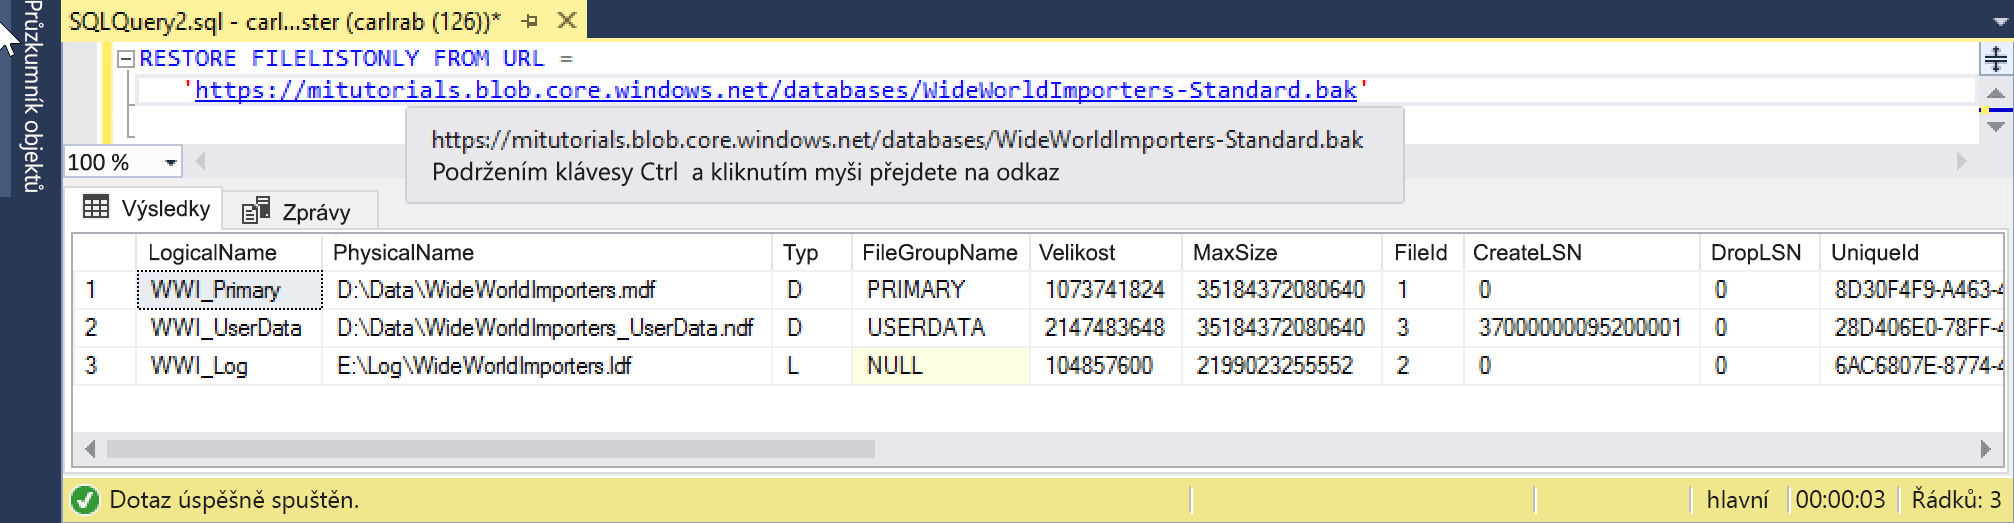 Průzkumník objektů
SQLQuery2.sql - carl...ster (carlrab (126))*
RESTORE FILELISTONLY FROM URL =
'https://mitutorials.blob.core.windows.net/databases/WideWorldImporters-Standard.bak'
https://mitutorials.blob.core.windows.net/databases/WideWorldImporters-Standard.bak
Podržením klávesy Ctrl a kliknutím myši přejdete na odkaz
100 %
Výsledky Zprávy
LogicalName PhysicalName Typ FileGroupName Velikost MaxSize FileId CreateLSN DropLSN UniqueId
1 WWI_Primary D:\Data\WideWorldImporters.mdf D PRIMARY 1073741824 35184372080640 1 0 0 8D30F4F9-A463-4
2 WWI_UserData D:\Data\WideWorldImporters_UserData.ndf D USERDATA 2147483648 35184372080640 3 37000000095200001 0 28D406E0-78FF-4
3 WWI_Log E:\Log\WideWorldImporters.ldf L NULL 104857600 2199023255552 2 0 0 6AC6807E-8774-4
Dotaz úspěšně spuštěn. hlavní 00:00:03 Řádků: 3